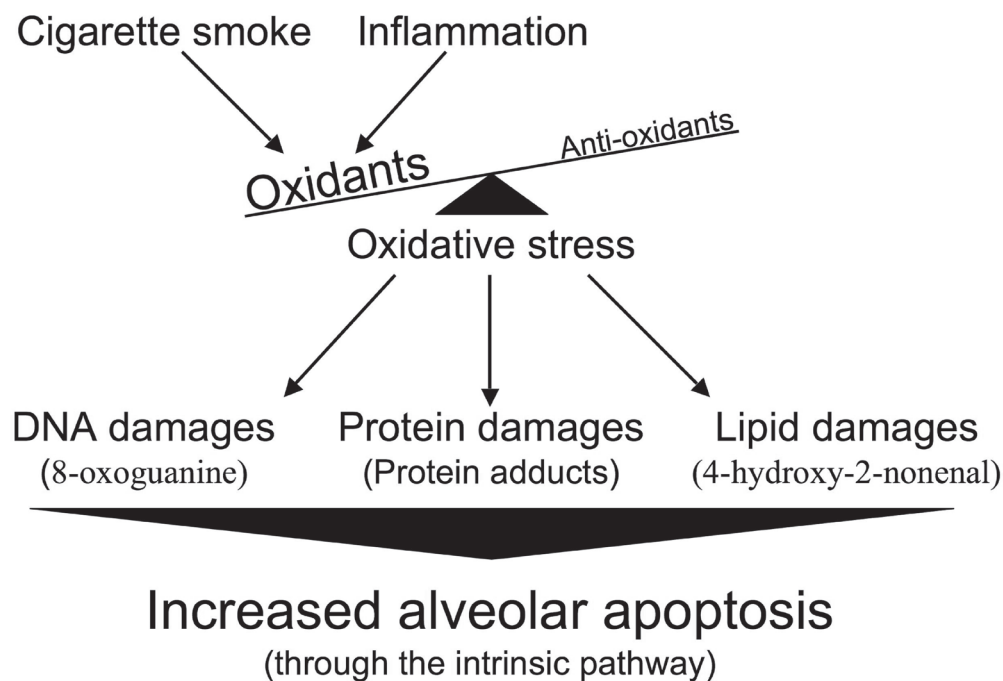 Cigarette smoke
Inflammation
Anti-oxidants
Oxidants
Oxidative stress
DNA damages
(8-oxoguanine)
Protein damages
(Protein adducts)
Lipid damages
(4-hydroxy-2-nonenal)
Increased alveolar apoptosis
(through the intrinsic pathway)